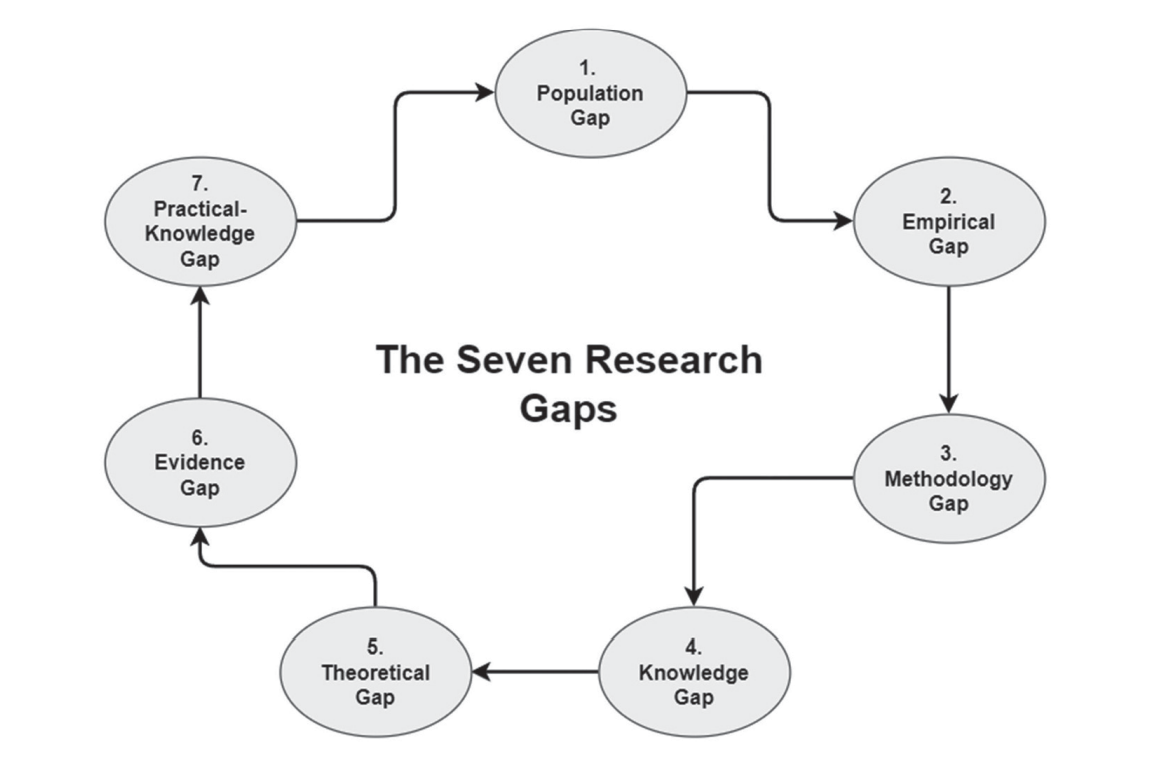 1.
Population
Gap
2.
Empirical
Gap
3.
Methodology
Gap
4.
Knowledge
Gap
5.
Theoretical
Gap
6.
Evidence
Gap
7.
Practical-
Knowledge
Gap
The Seven Research
Gaps